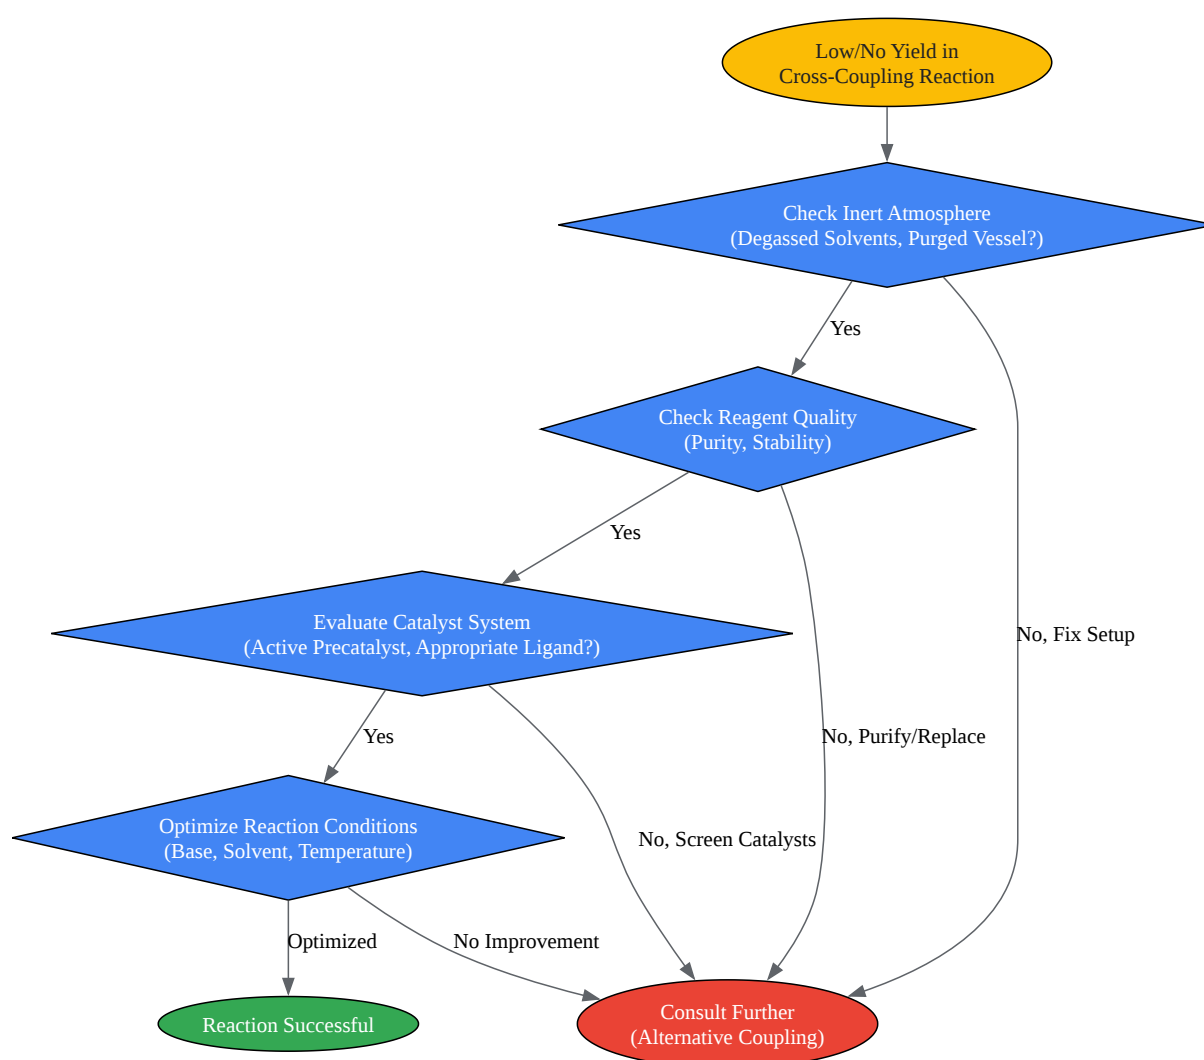 Low/No Yield in
Cross-Coupling Reaction
Check Inert Atmosphere
(Degassed Solvents, Purged Vessel?)
Yes
Check Reagent Quality
(Purity, Stability)
Yes
Evaluate Catalyst System
(Active Precatalyst, Appropriate Ligand?)
No, Fix Setup
Yes
No, Purify/Replace
Optimize Reaction Conditions
(Base, Solvent, Temperature)
No, Screen Catalysts
Optimized
No Improvement
Reaction Successful
Consult Further
(Alternative Coupling)